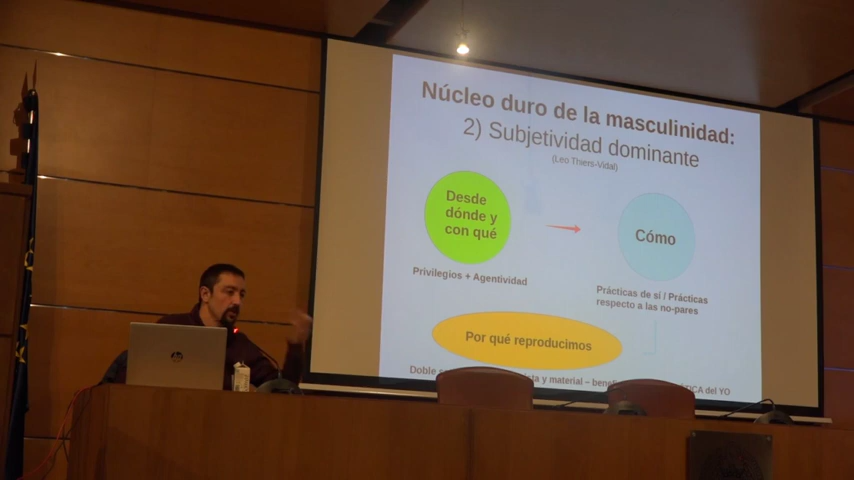 Núcleo duro de la masculinidad:
2) Subjetividad dominante
(Leo Thiers-Vidal)
Desde
dónde y
con qué
Cómo
Privilegios + Agentividad
Prácticas de sí / Prácticas
respecto a las no-pares
Por qué reproducimos
Doble y material – del YO
hp